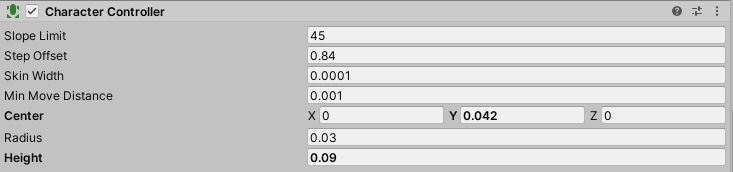 Character Controller
Slope Limit 45
Step Offset 0.84
Skin Width 0.0001
Min Move Distance 0.001
Center X 0 Y 0.042 Z 0
Radius 0.03
Height 0.09